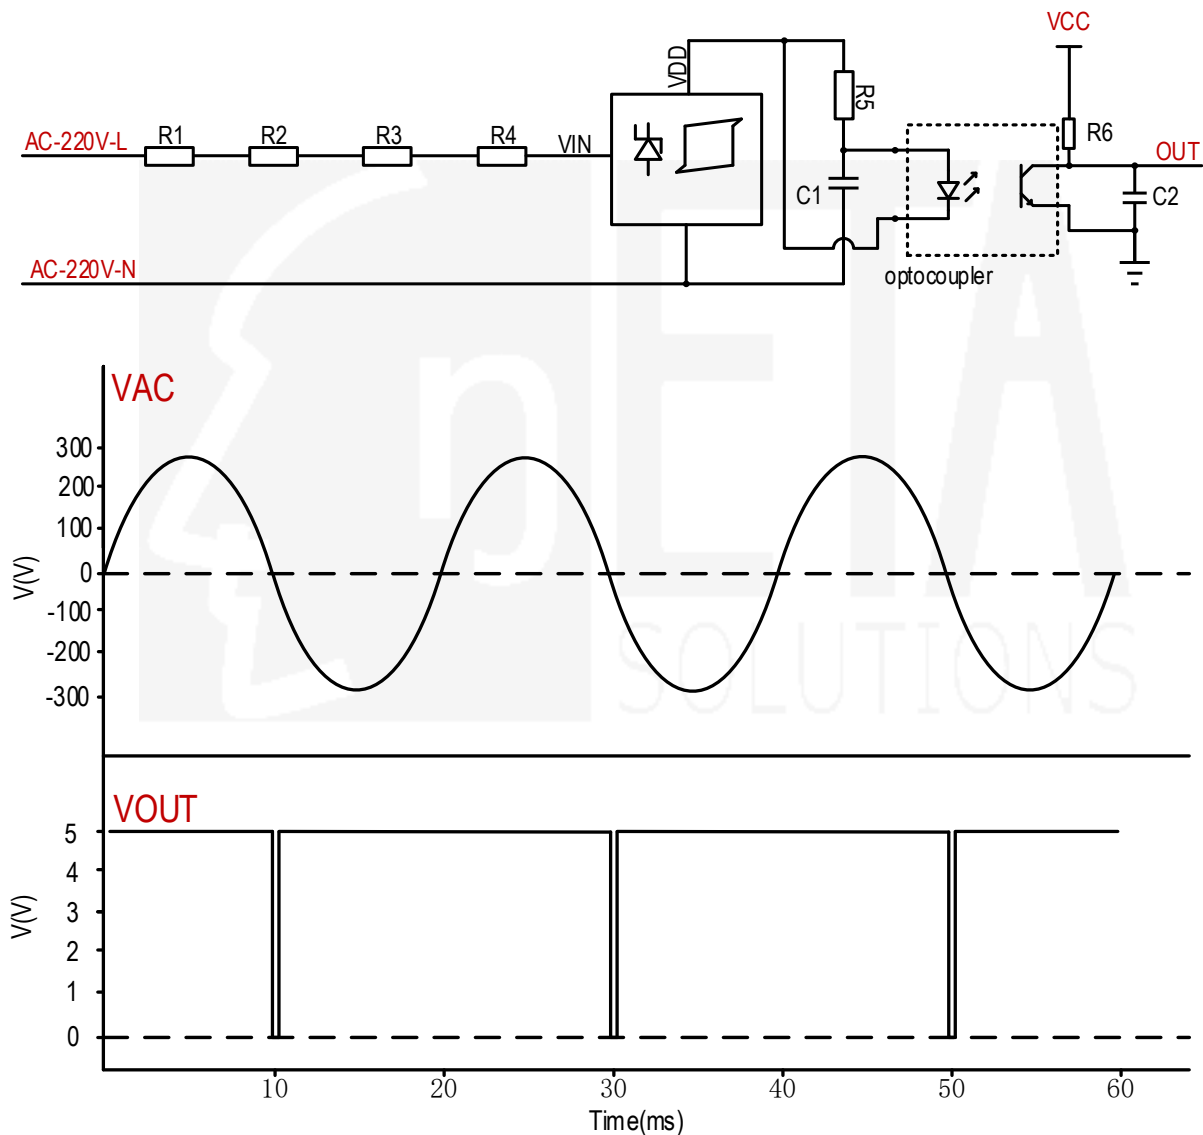 VCC
VDD
R5
AC-220V-L
R1
R2
R3
R4
VIN
R6
OUT
C1
C2
AC-220V-N
optocoupler
VAC
300
200
100
0
-100
-200
-300
V(V)
ηETA
SOLUTIONS
VOUT
5
4
3
2
1
0
V(V)
10
20
30
40
50
60
Time(ms)